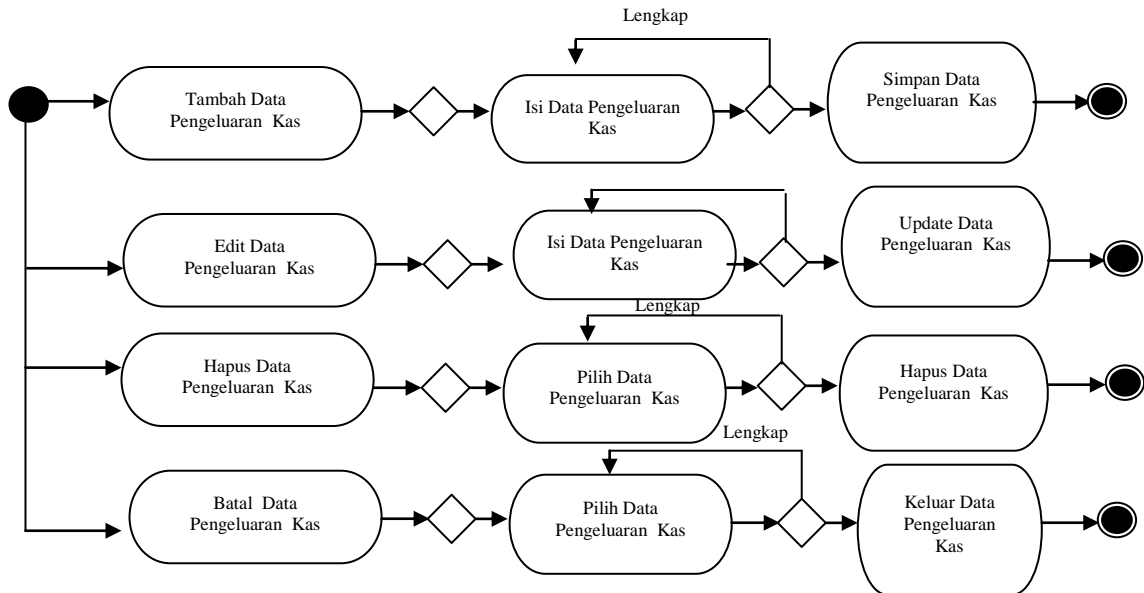 Lengkap
Tambah Data
Pengeluaran Kas
Isi Data Pengeluaran
Kas
Simpan Data
Pengeluaran Kas
Edit Data
Pengeluaran Kas
Isi Data Pengeluaran
Kas
Update Data
Pengeluaran Kas
Lengkap
Hapus Data
Pengeluaran Kas
Pilih Data
Pengeluaran Kas
Hapus Data
Pengeluaran Kas
Lengkap
Batal Data
Pengeluaran Kas
Pilih Data
Pengeluaran Kas
Keluar Data
Pengeluaran
Kas